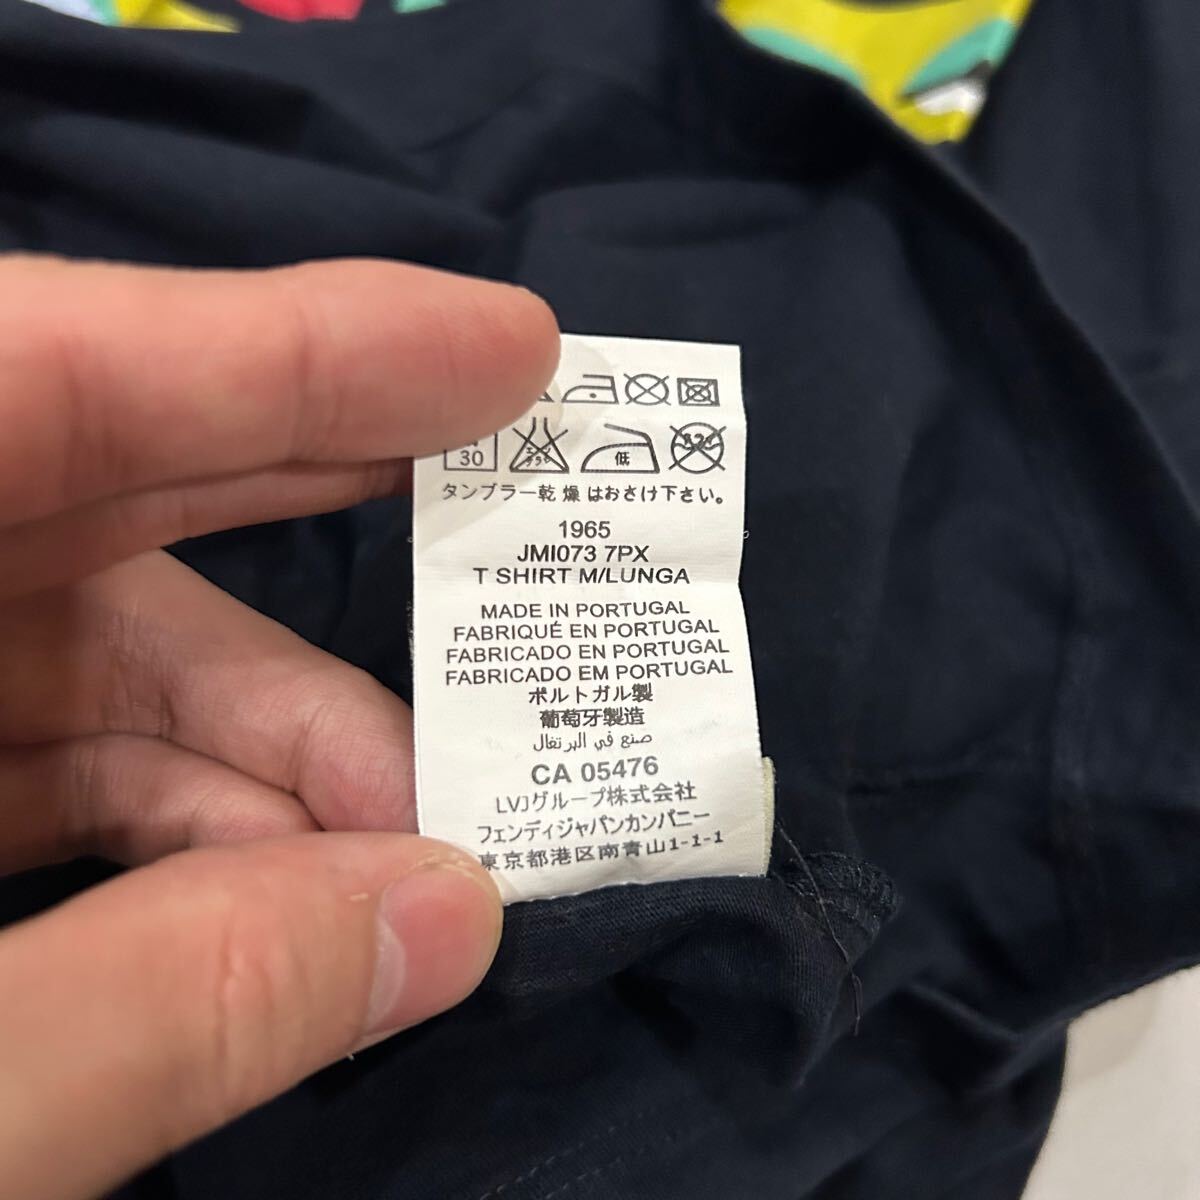 30 低
タンブラー乾 燥 はおさけ下さい。
1965
JMI073 7PX
T SHIRT M/LUNGA
MADE IN PORTUGAL
FABRIQUÉ EN PORTUGAL
FABRICADO EN PORTUGAL
FABRICADO EM PORTUGAL
ポルトガル製
葡萄牙製造
صنع في البرتغال
CA 05476
LVJグループ株式会社
フェンディジャパンカンパニー
東京都港区南青山1-1-1